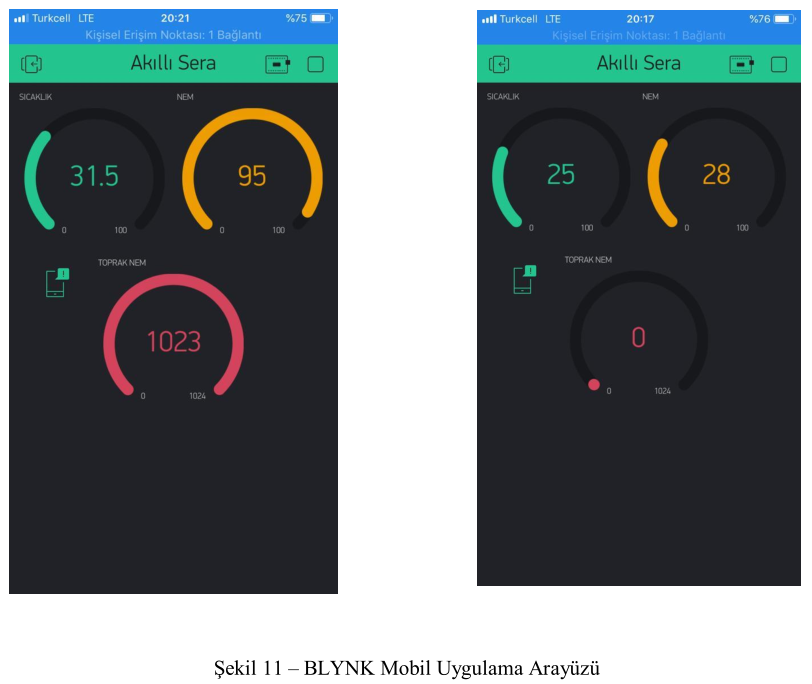 Turkcell LTE 20:21 %75
Kişisel Erişim Noktası: 1 Bağlantı
Akıllı Sera
SICAKLIK NEM
31.5 95
0 100 0 100
TOPRAK NEM
1023
0 1024
Turkcell LTE 20:17 %76
Kişisel Erişim Noktası: 1 Bağlantı
Akıllı Sera
SICAKLIK NEM
25 28
0 100 0 100
TOPRAK NEM
0
0 1024
Şekil 11 – BLYNK Mobil Uygulama Arayüzü